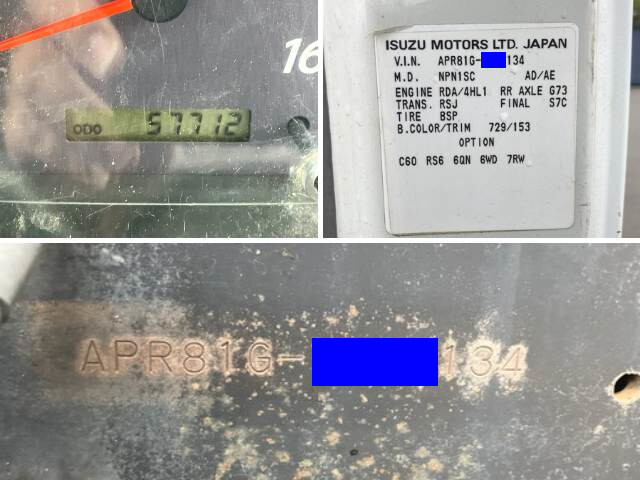 16
ODO 57712
ISUZU MOTORS LTD. JAPAN
V.I.N. APR81G- 134
M.D. NPN1SC AD/AE
ENGINE RDA/4HL1 RR AXLE G73
TRANS. RSJ FINAL S7C
TIRE BSP
B.COLOR/TRIM 729/153
OPTION
C60 RS6 6QN 6WD 7RW
APR81G- 134